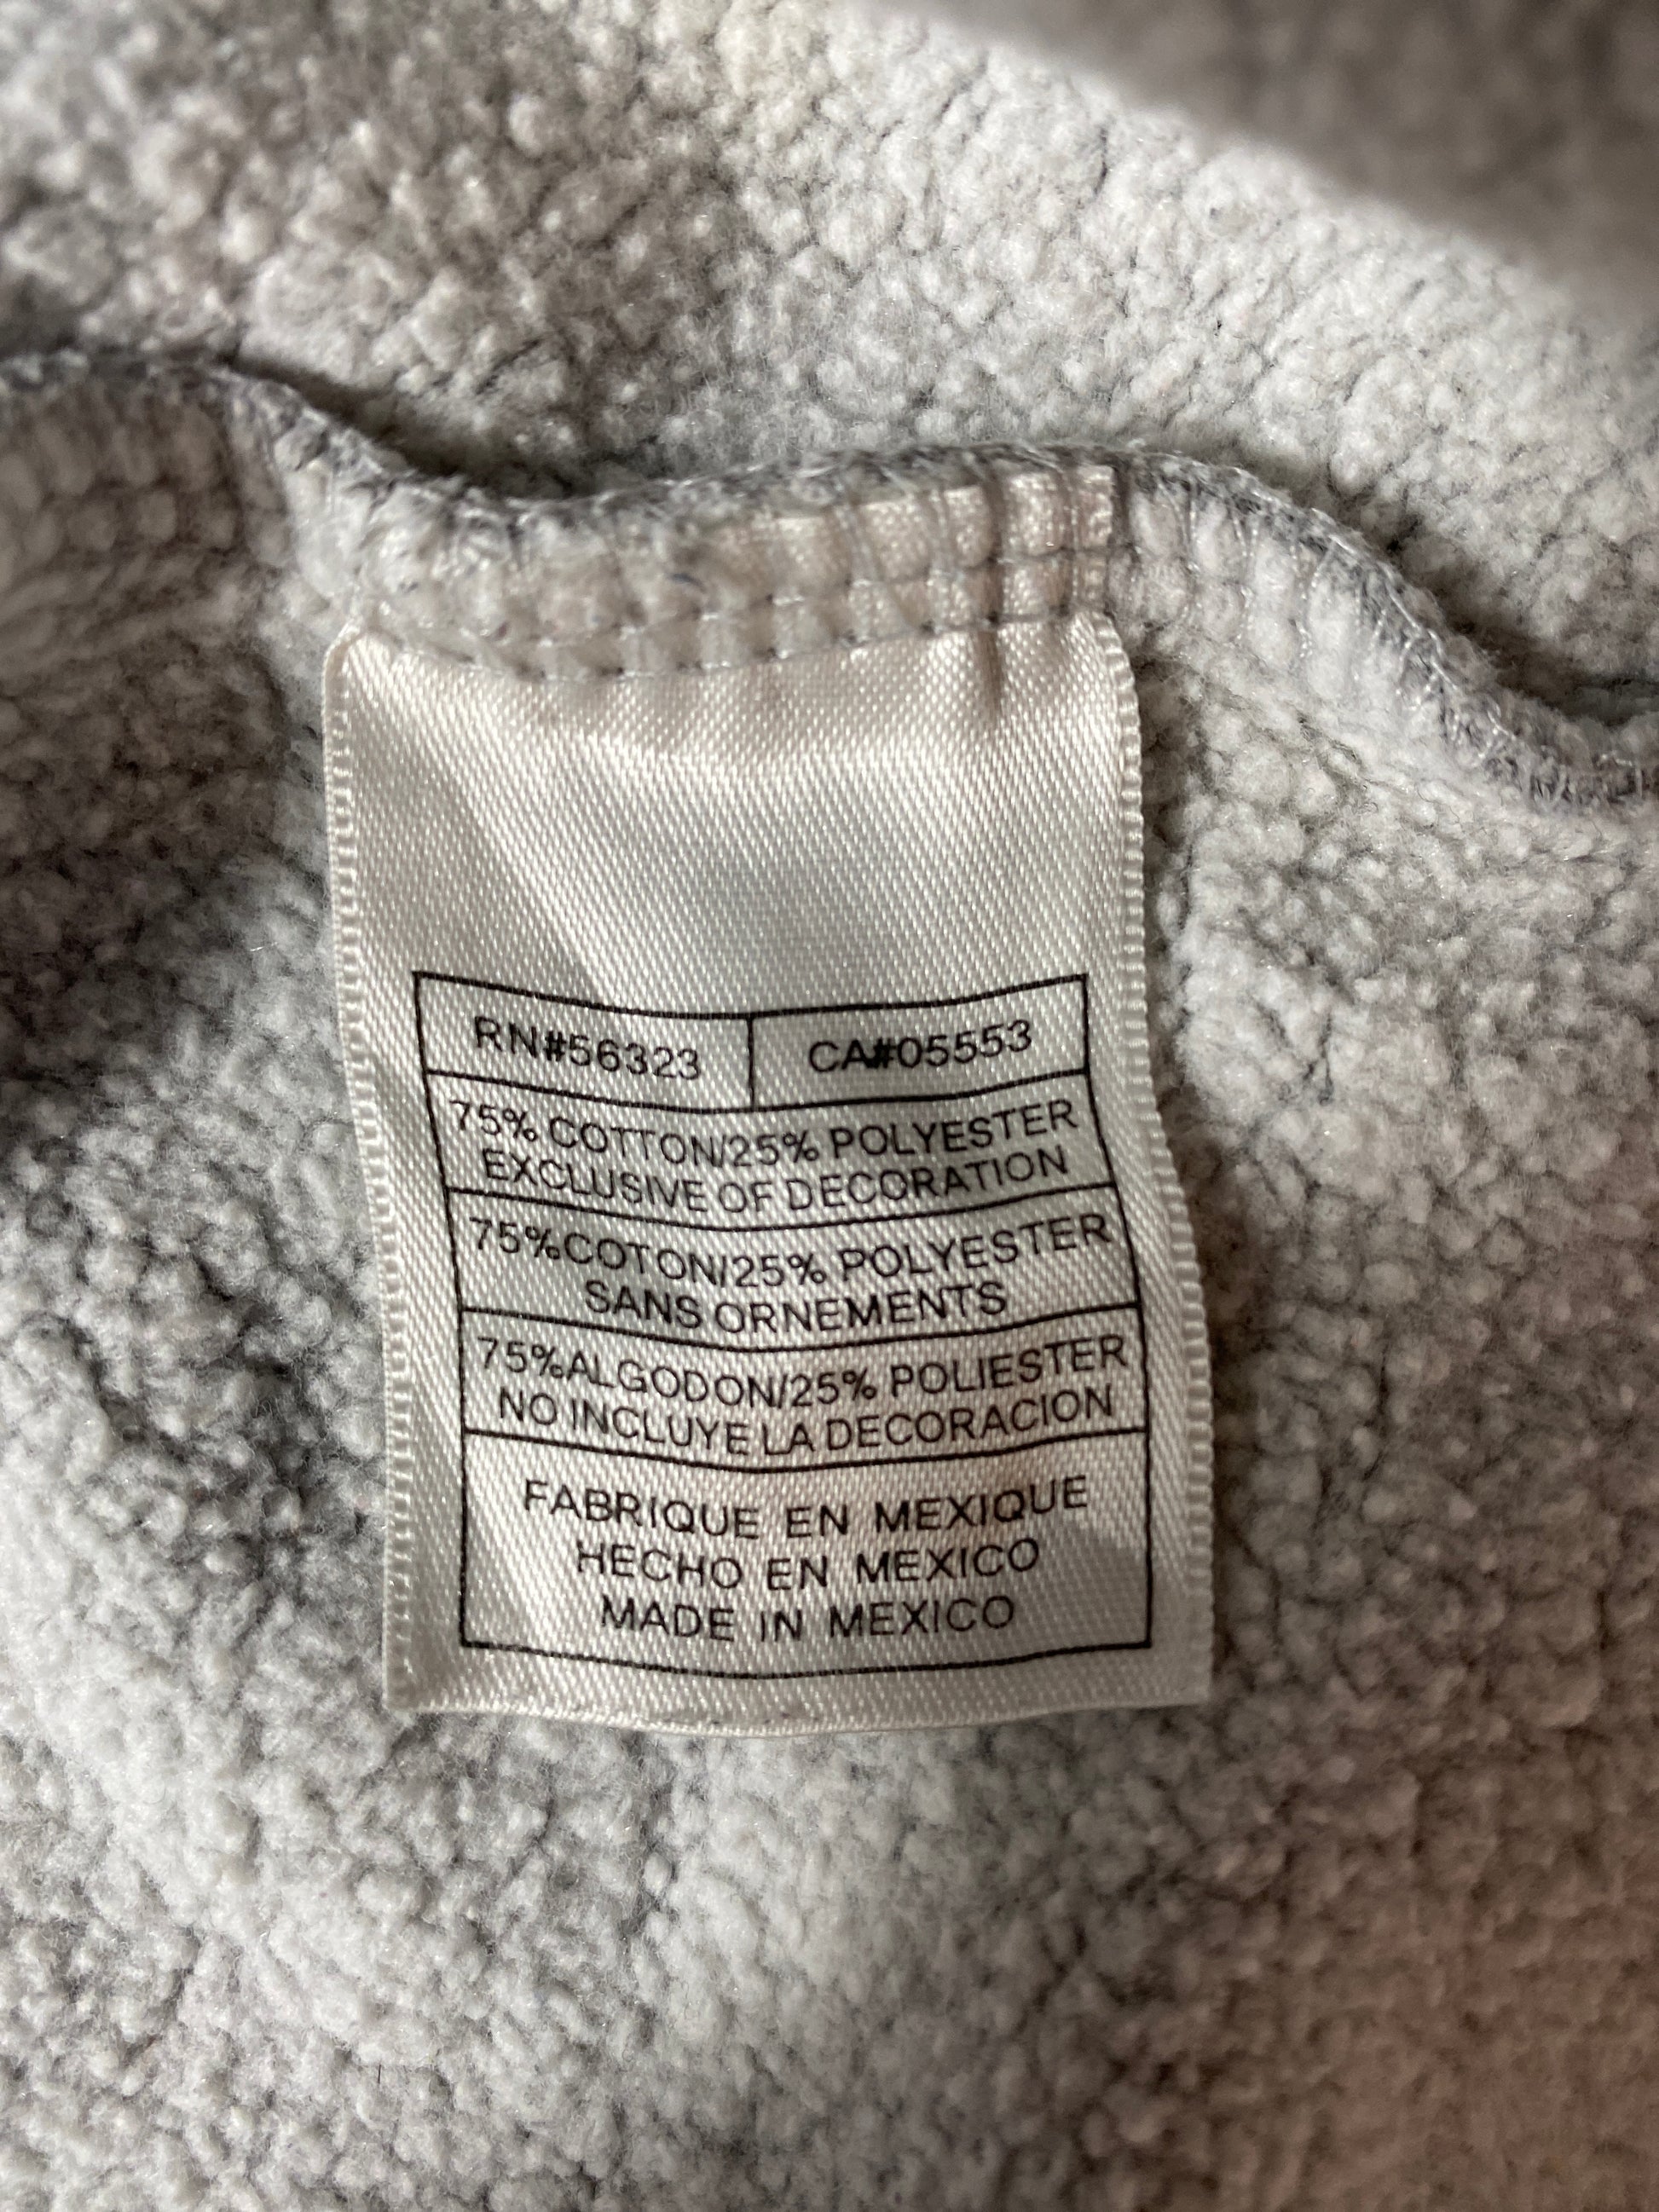 RN#56323 CA#05553
75% COTTON/25% POLYESTER
EXCLUSIVE OF DECORATION
75%COTON/25% POLYESTER
SANS ORNEMENTS
75%ALGODON/25% POLIESTER
NO INCLUYE LA DECORACION
FABRIQUE EN MEXIQUE
HECHO EN MEXICO
MADE IN MEXICO